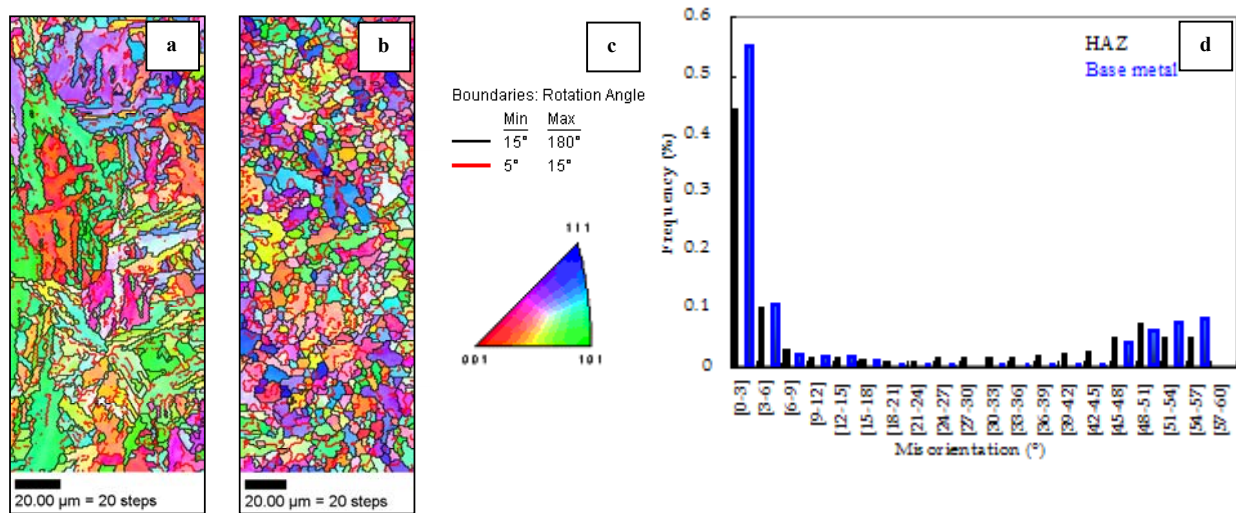 a
20.00 µm = 20 steps
b
20.00 µm = 20 steps
c
Boundaries: Rotation Angle
Min Max
15° 180°
5° 15°
111
001
101
d
HAZ
Base metal
Frequency (%)
0.6
0.5
0.4
0.3
0.2
0.1
0
[0-3]
[3-6]
[6-9]
[9-12]
[12-15]
[15-18]
[18-21]
[21-24]
[24-27]
[27-30]
[30-33]
[33-36]
[36-39]
[39-42]
[42-45]
[45-48]
[48-51]
[51-54]
[54-57]
[57-60]
Misorientation (°)